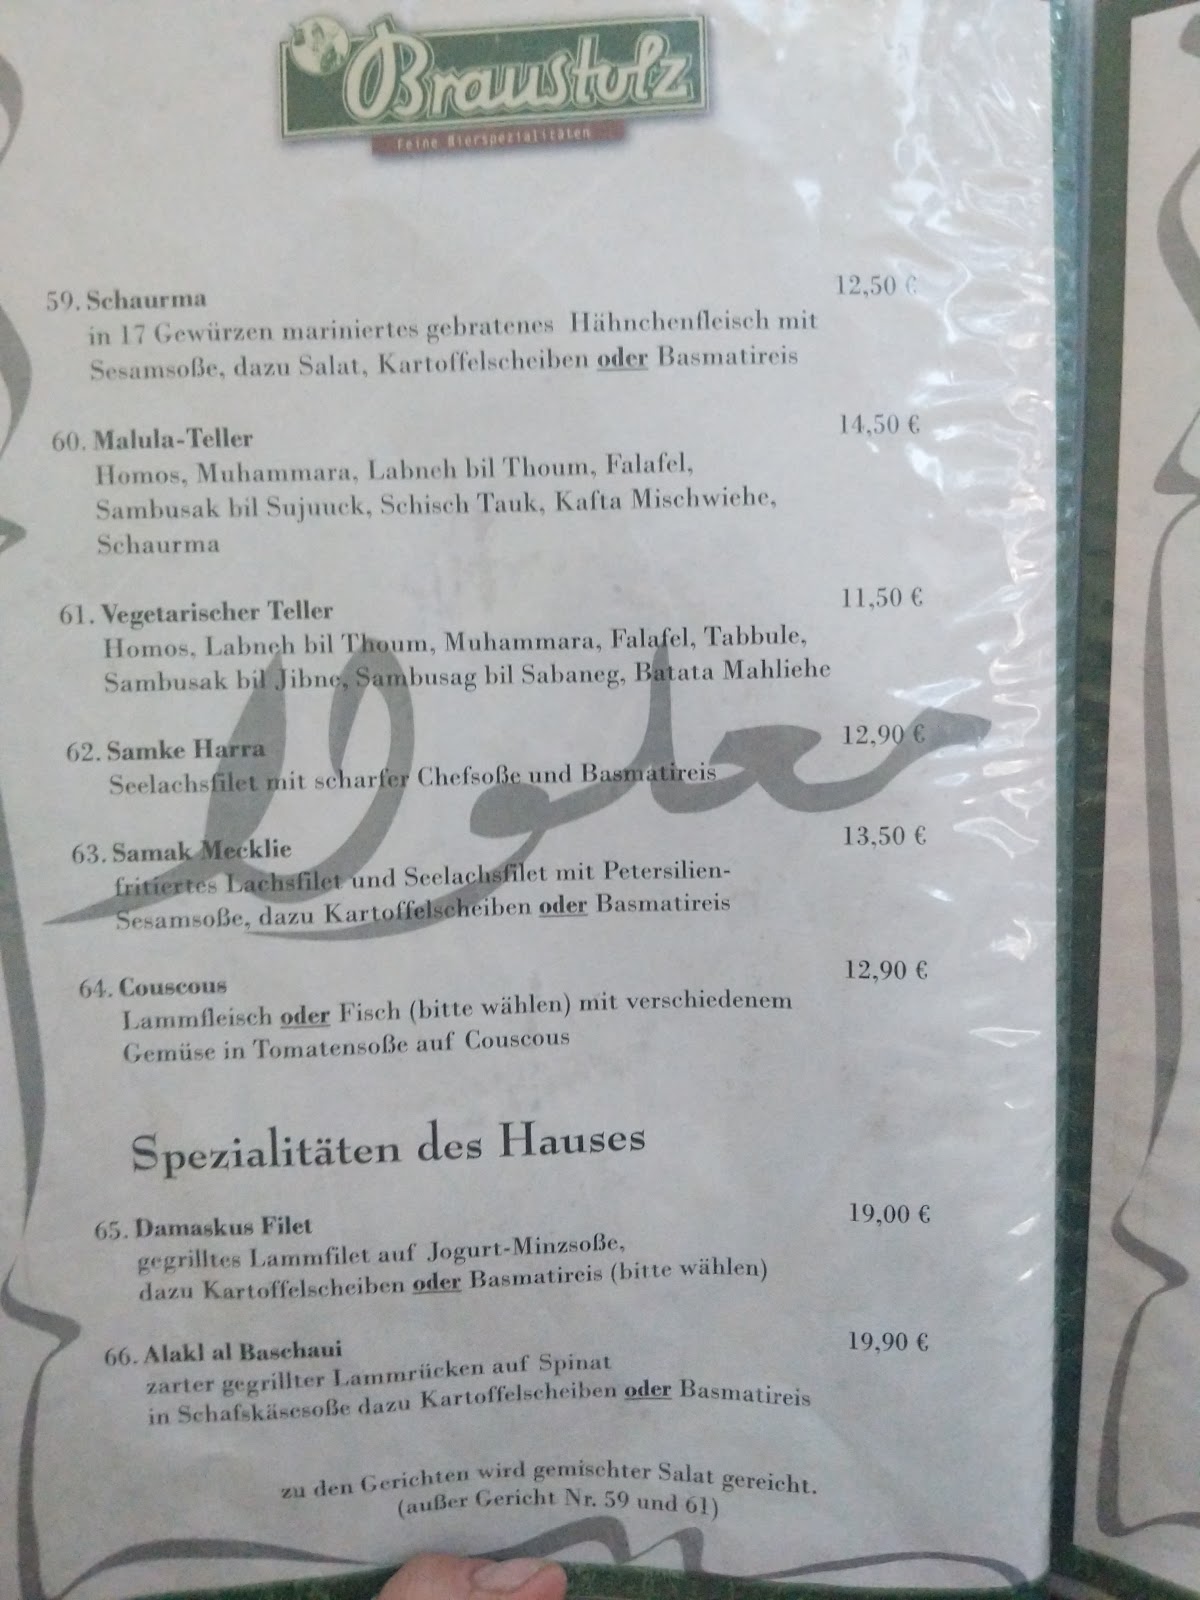 Braustolz
Feine Bierspezialitäten
59. Schaurma 12,50 €
in 17 Gewürzen mariniertes gebratenes Hähnchenfleisch mit
Sesamsoße, dazu Salat, Kartoffelscheiben oder Basmatireis
60. Malula-Teller 14,50 €
Homos, Muhammara, Labneh bil Thoum, Falafel,
Sambusak bil Sujuuck, Schisch Tauk, Kafta Mischwiehe,
Schaurma
61. Vegetarischer Teller 11,50 €
Homos, Labneh bil Thoum, Muhammara, Falafel, Tabbule,
Sambusak bil Jibne, Sambusag bil Sabaneg, Batata Mahliehe
معلولا
62. Samke Harra 12,90 €
Seelachsfilet mit scharfer Chefsoße und Basmatireis
63. Samak Mecklie 13,50 €
fritiertes Lachsfilet und Seelachsfilet mit Petersilien-
Sesamsoße, dazu Kartoffelscheiben oder Basmatireis
64. Couscous 12,90 €
Lammfleisch oder Fisch (bitte wählen) mit verschiedenem
Gemüse in Tomatensoße auf Couscous
Spezialitäten des Hauses
65. Damaskus Filet 19,00 €
gegrilltes Lammfilet auf Jogurt-Minzsoße,
dazu Kartoffelscheiben oder Basmatireis (bitte wählen)
66. Alakl al Baschaui 19,90 €
zarter gegrillter Lammrücken auf Spinat
in Schafskäsesoße dazu Kartoffelscheiben oder Basmatireis
zu den Gerichten wird gemischter Salat gereicht.
(außer Gericht Nr. 59 und 61)